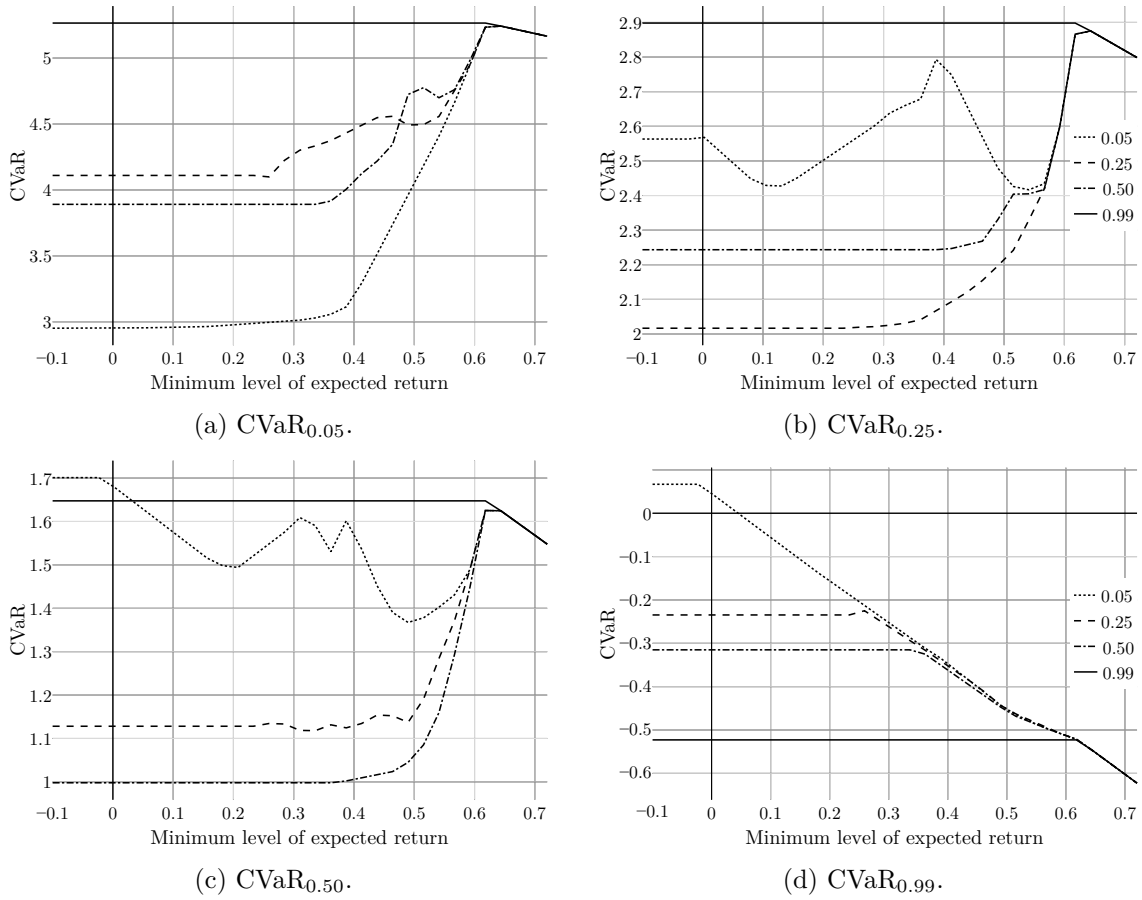 5
4.5
4
3.5
3
CVaR
−0.1 0 0.1 0.2 0.3 0.4 0.5 0.6 0.7
Minimum level of expected return
(a) CVaR0.05.
2.9
2.8
2.7
2.6
2.5
2.4
2.3
2.2
2.1
2
CVaR
0.05
0.25
0.50
0.99
−0.1 0 0.1 0.2 0.3 0.4 0.5 0.6 0.7
Minimum level of expected return
(b) CVaR0.25.
1.7
1.6
1.5
1.4
1.3
1.2
1.1
1
CVaR
−0.1 0 0.1 0.2 0.3 0.4 0.5 0.6 0.7
Minimum level of expected return
(c) CVaR0.50.
0
−0.1
−0.2
−0.3
−0.4
−0.5
−0.6
CVaR
0.05
0.25
0.50
0.99
−0.1 0 0.1 0.2 0.3 0.4 0.5 0.6 0.7
Minimum level of expected return
(d) CVaR0.99.